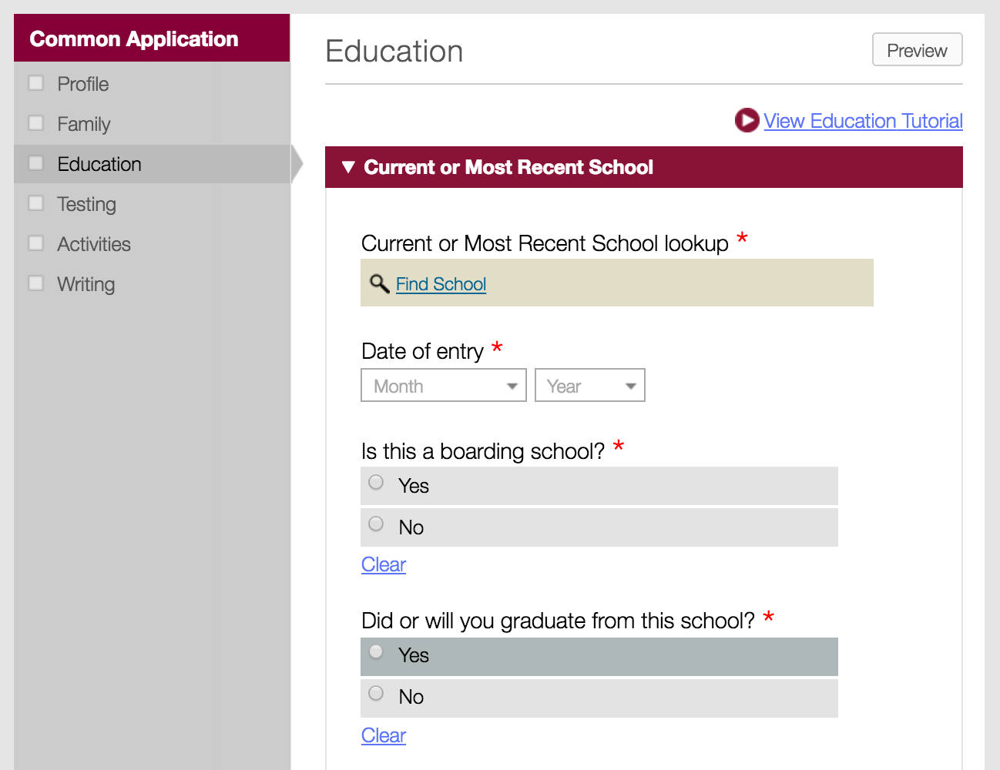 Common Application
Profile
Family
Education
Testing
Activities
Writing
Education
Preview
View Education Tutorial
▼ Current or Most Recent School
Current or Most Recent School lookup *
Find School
Date of entry *
Month Year
Is this a boarding school? *
Yes
No
Clear
Did or will you graduate from this school? *
Yes
No
Clear